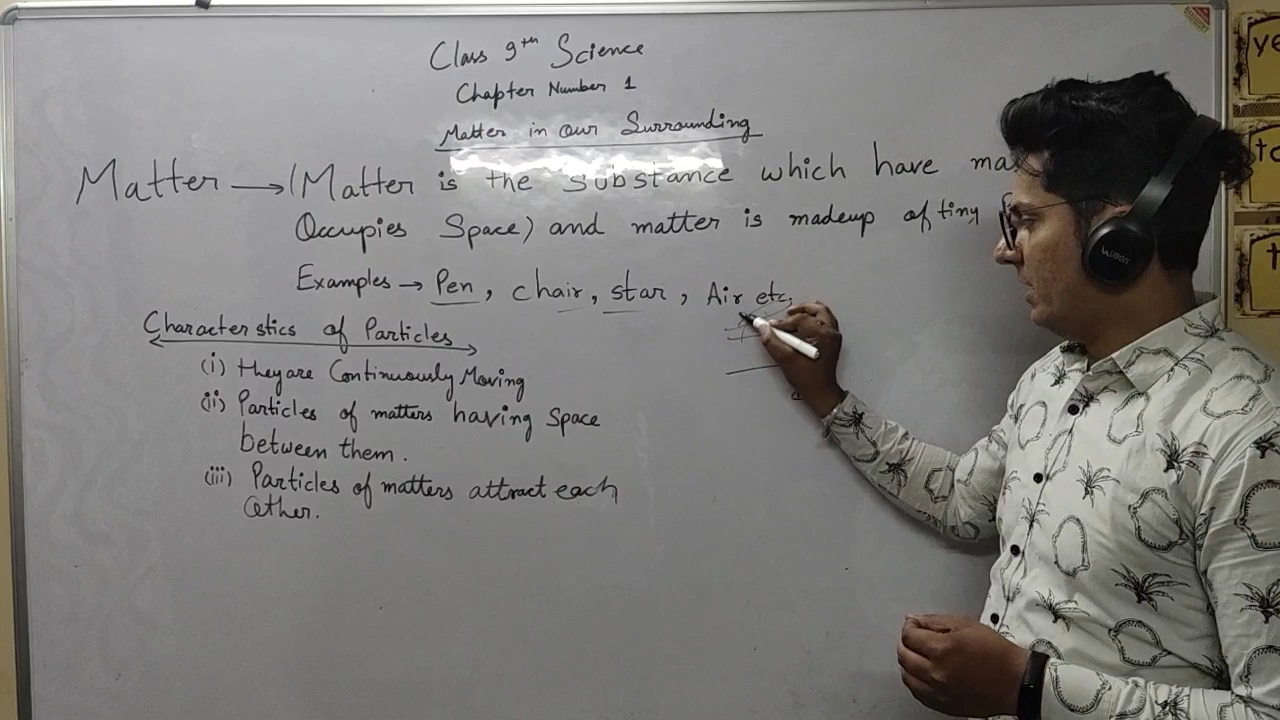 Class 9th Science
Chapter Number 1
Matter in our Surrounding
Matter → (Matter is the substance which have
Occupies Space) and matter is madeup of tiny
Examples → Pen, chair, star, Air etc.
Characterstics of Particles
(i) they are Continuously Moving
(ii) Particles of matters having space
between them.
(iii) Particles of matters attract each
other.